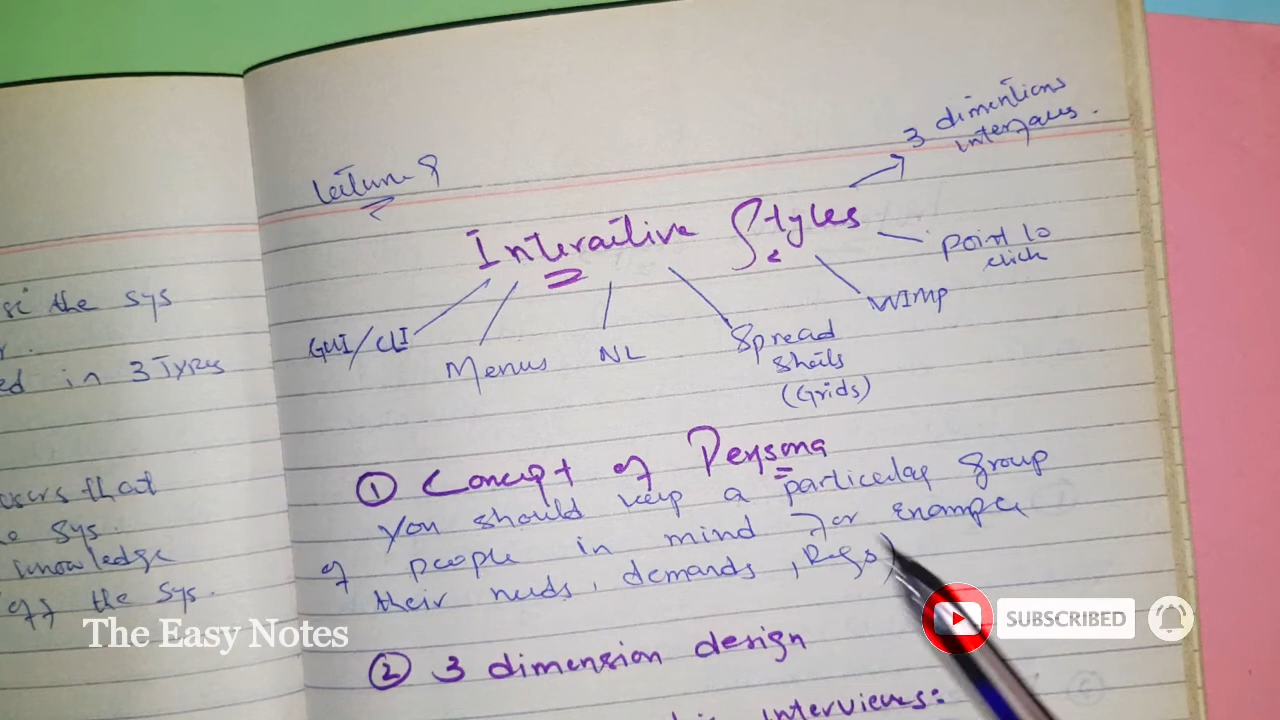 3 dimentions
interfaces.
Lecture 8
Interactive Styles
point to
click
WIMP
GUI/CLI
Menus
NL
Spread
Sheets
(Grids)
the sys
ed in 3 Types
users that
sys.
knowledge
off the sys.
① Concept of Persona
You should keep a particular group
of people in mind for example
their needs, demands,
② 3 dimension design
interviews:
The Easy Notes
SUBSCRIBED